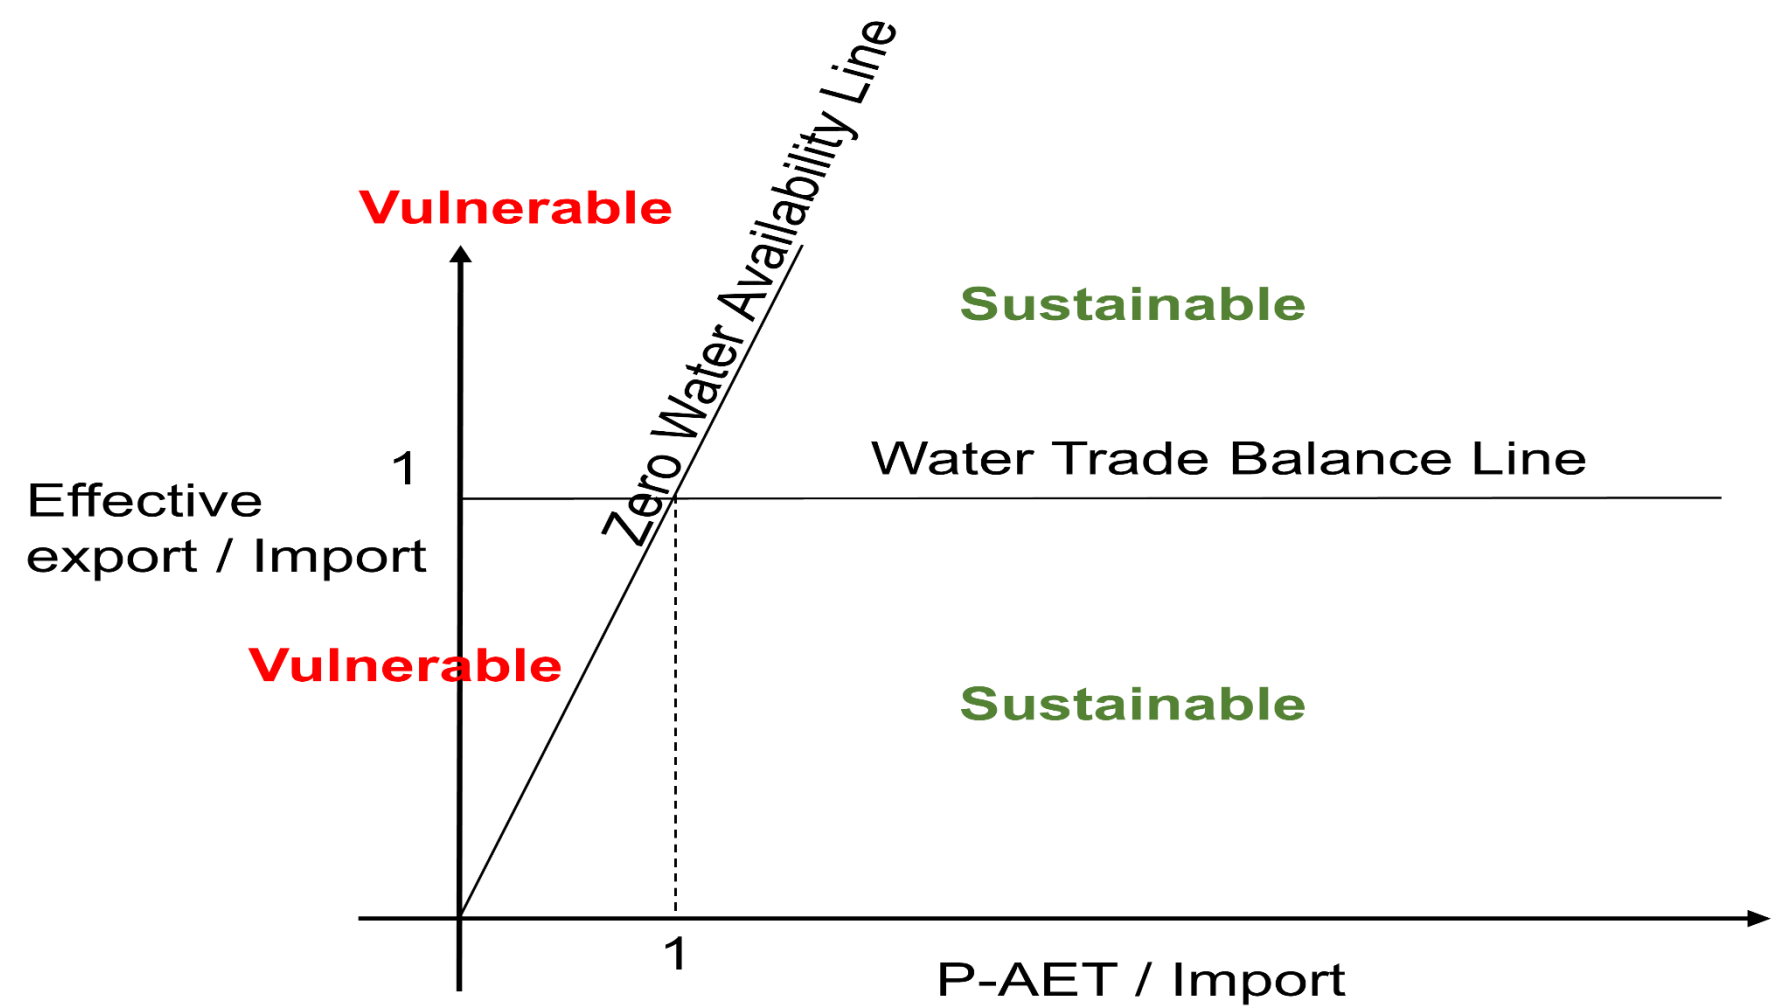 Zero Water Availability Line
Vulnerable
Sustainable
1
Water Trade Balance Line
Effective
export / Import
Vulnerable
Sustainable
1
P-AET / Import